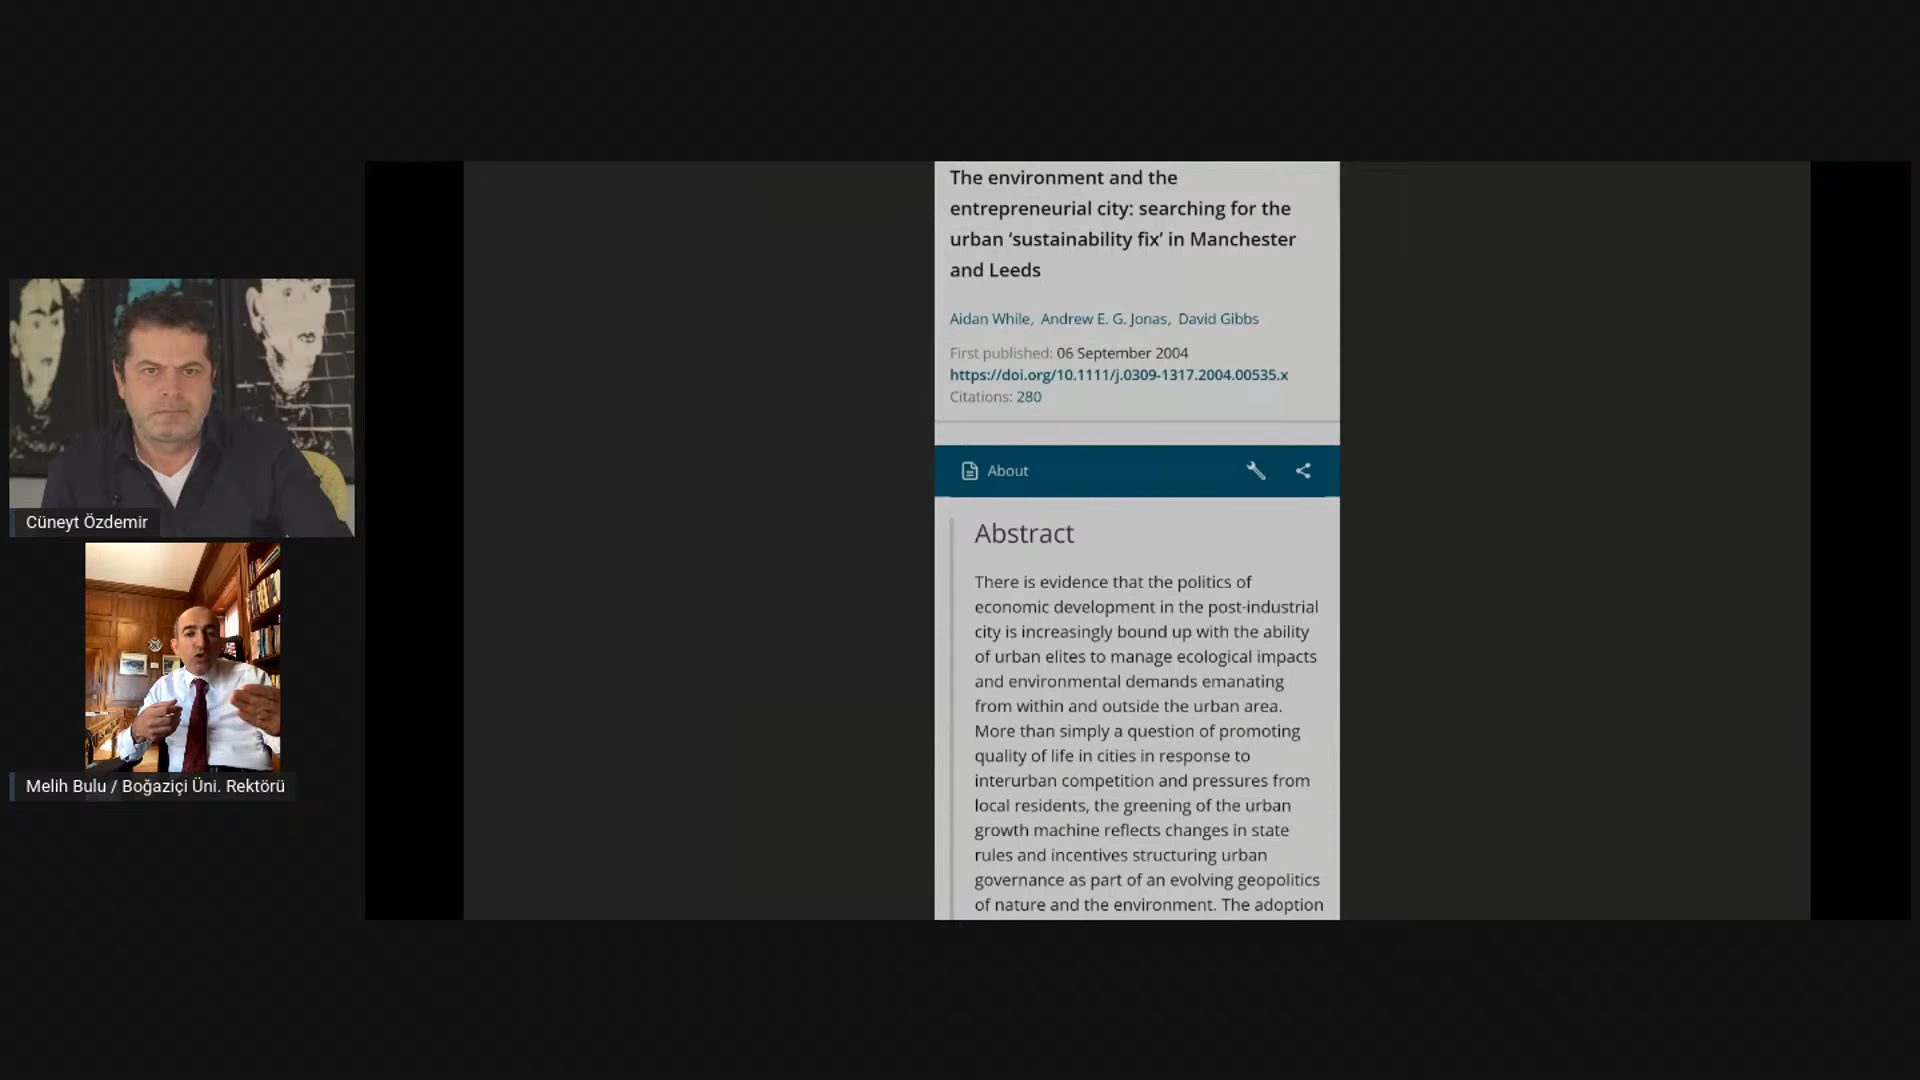 Cüneyt Özdemir
Melih Bulu / Boğaziçi Üni. Rektörü
The environment and the
entrepreneurial city: searching for the
urban ‘sustainability fix’ in Manchester
and Leeds
Aidan While, Andrew E. G. Jonas, David Gibbs
First published: 06 September 2004
https://doi.org/10.1111/j.0309-1317.2004.00535.x
Citations: 280
About
Abstract
There is evidence that the politics of
economic development in the post-industrial
city is increasingly bound up with the ability
of urban elites to manage ecological impacts
and environmental demands emanating
from within and outside the urban area.
More than simply a question of promoting
quality of life in cities in response to
interurban competition and pressures from
local residents, the greening of the urban
growth machine reflects changes in state
rules and incentives structuring urban
governance as part of an evolving geopolitics
of nature and the environment. The adoption